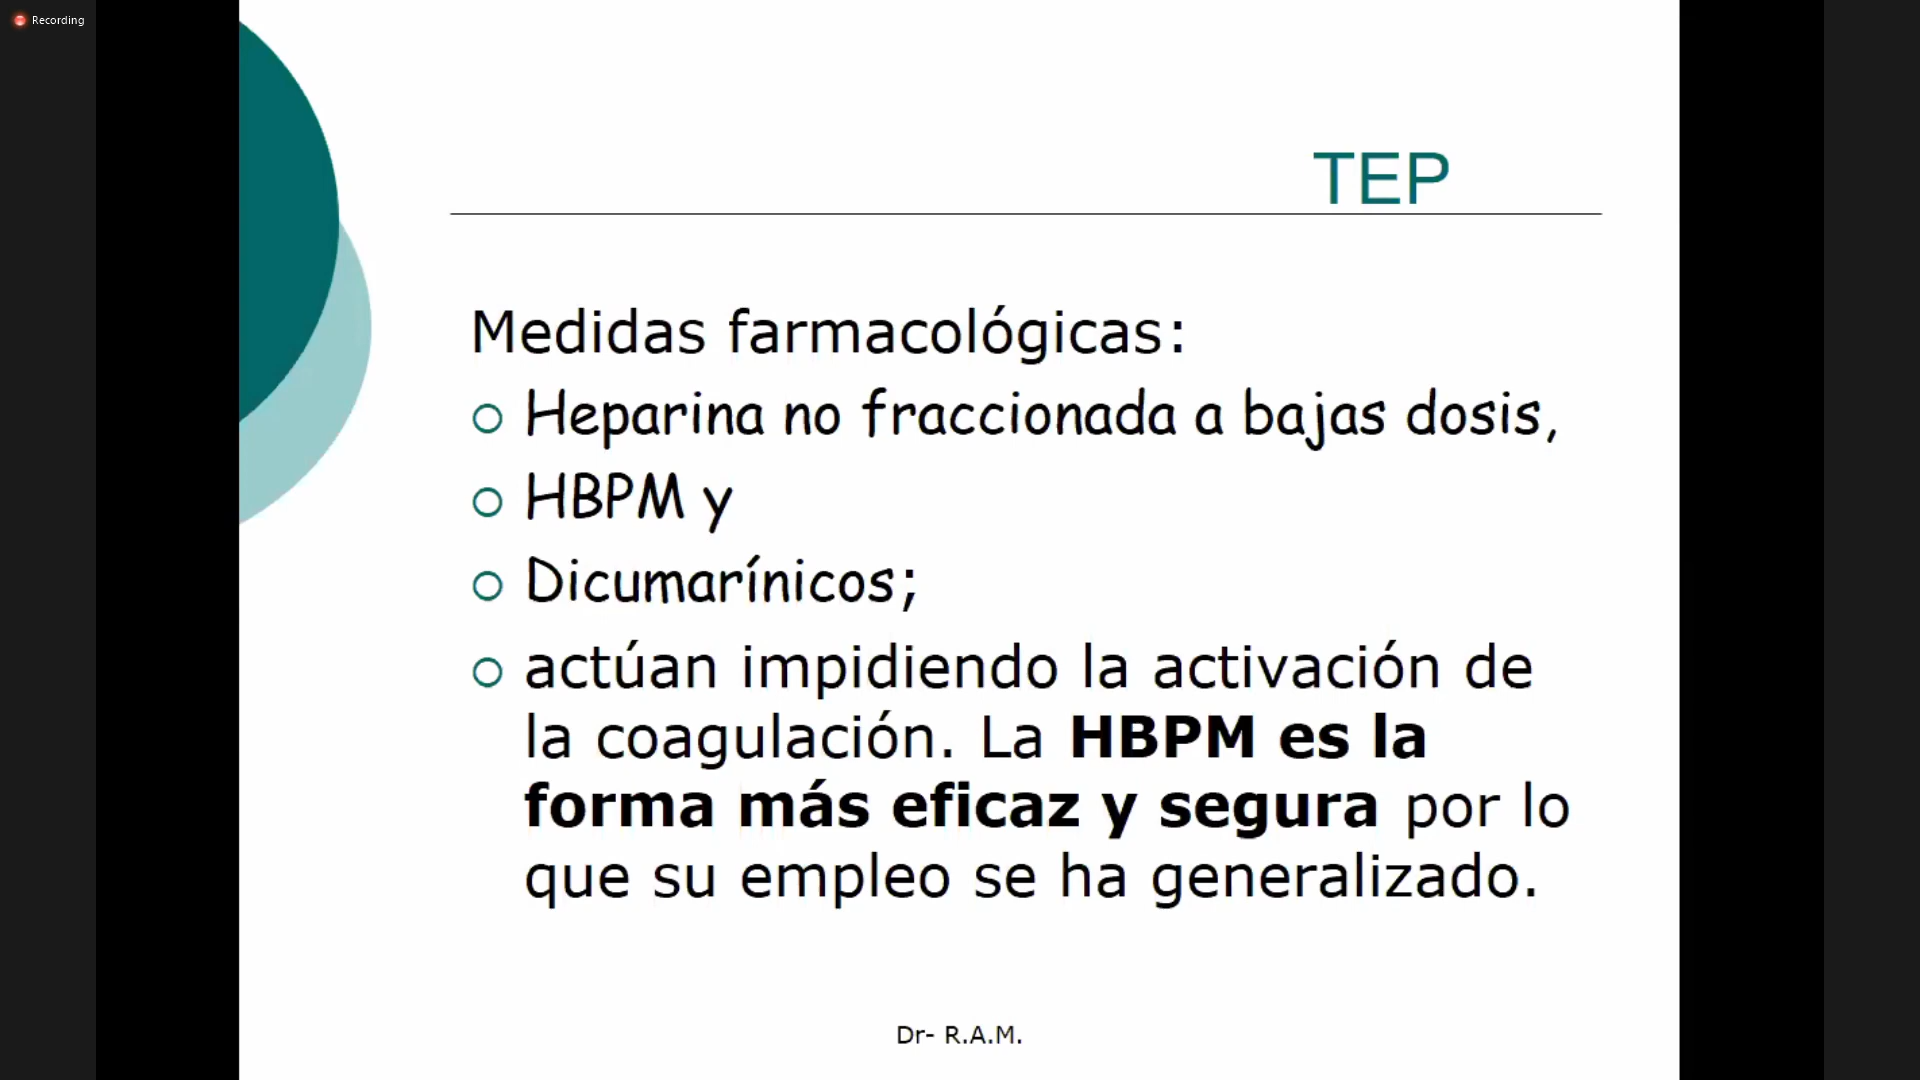 Recording
TEP
Medidas farmacológicas:
Heparina no fraccionada a bajas dosis,
HBPM y
Dicumarínicos;
actúan impidiendo la activación de
la coagulación. La HBPM es la
forma más eficaz y segura por lo
que su empleo se ha generalizado.
Dr- R.A.M.